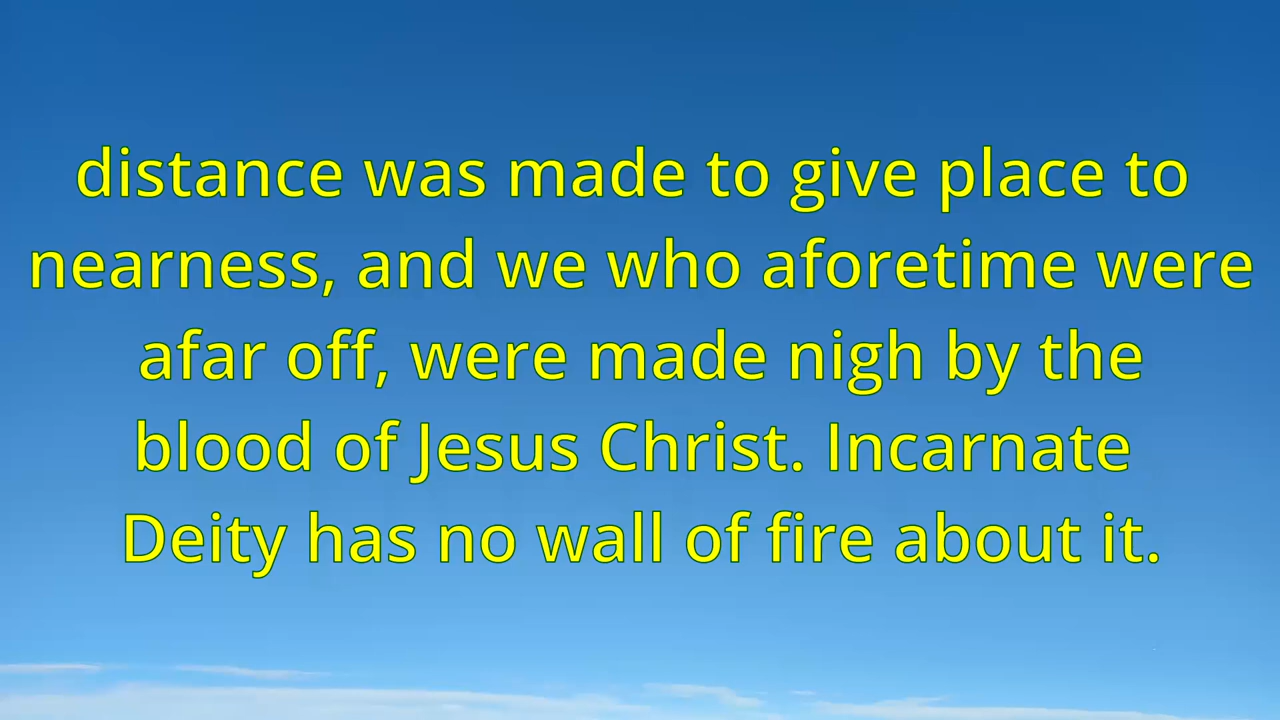 distance was made to give place to
nearness, and we who aforetime were
afar off, were made nigh by the
blood of Jesus Christ. Incarnate
Deity has no wall of fire about it.